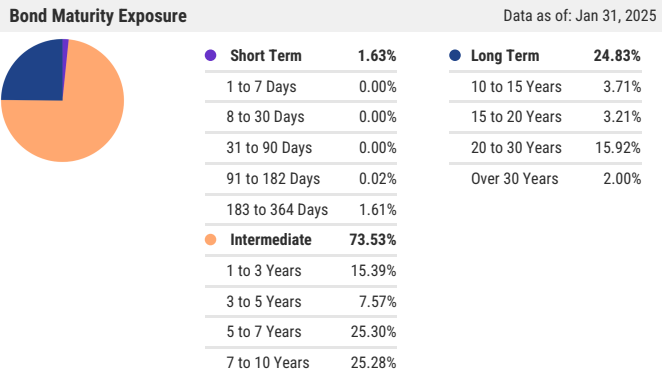 Bond Maturity Exposure
Data as of: Jan 31, 2025
Short Term 1.63%
1 to 7 Days 0.00%
8 to 30 Days 0.00%
31 to 90 Days 0.00%
91 to 182 Days 0.02%
183 to 364 Days 1.61%
Intermediate 73.53%
1 to 3 Years 15.39%
3 to 5 Years 7.57%
5 to 7 Years 25.30%
7 to 10 Years 25.28%
Long Term 24.83%
10 to 15 Years 3.71%
15 to 20 Years 3.21%
20 to 30 Years 15.92%
Over 30 Years 2.00%